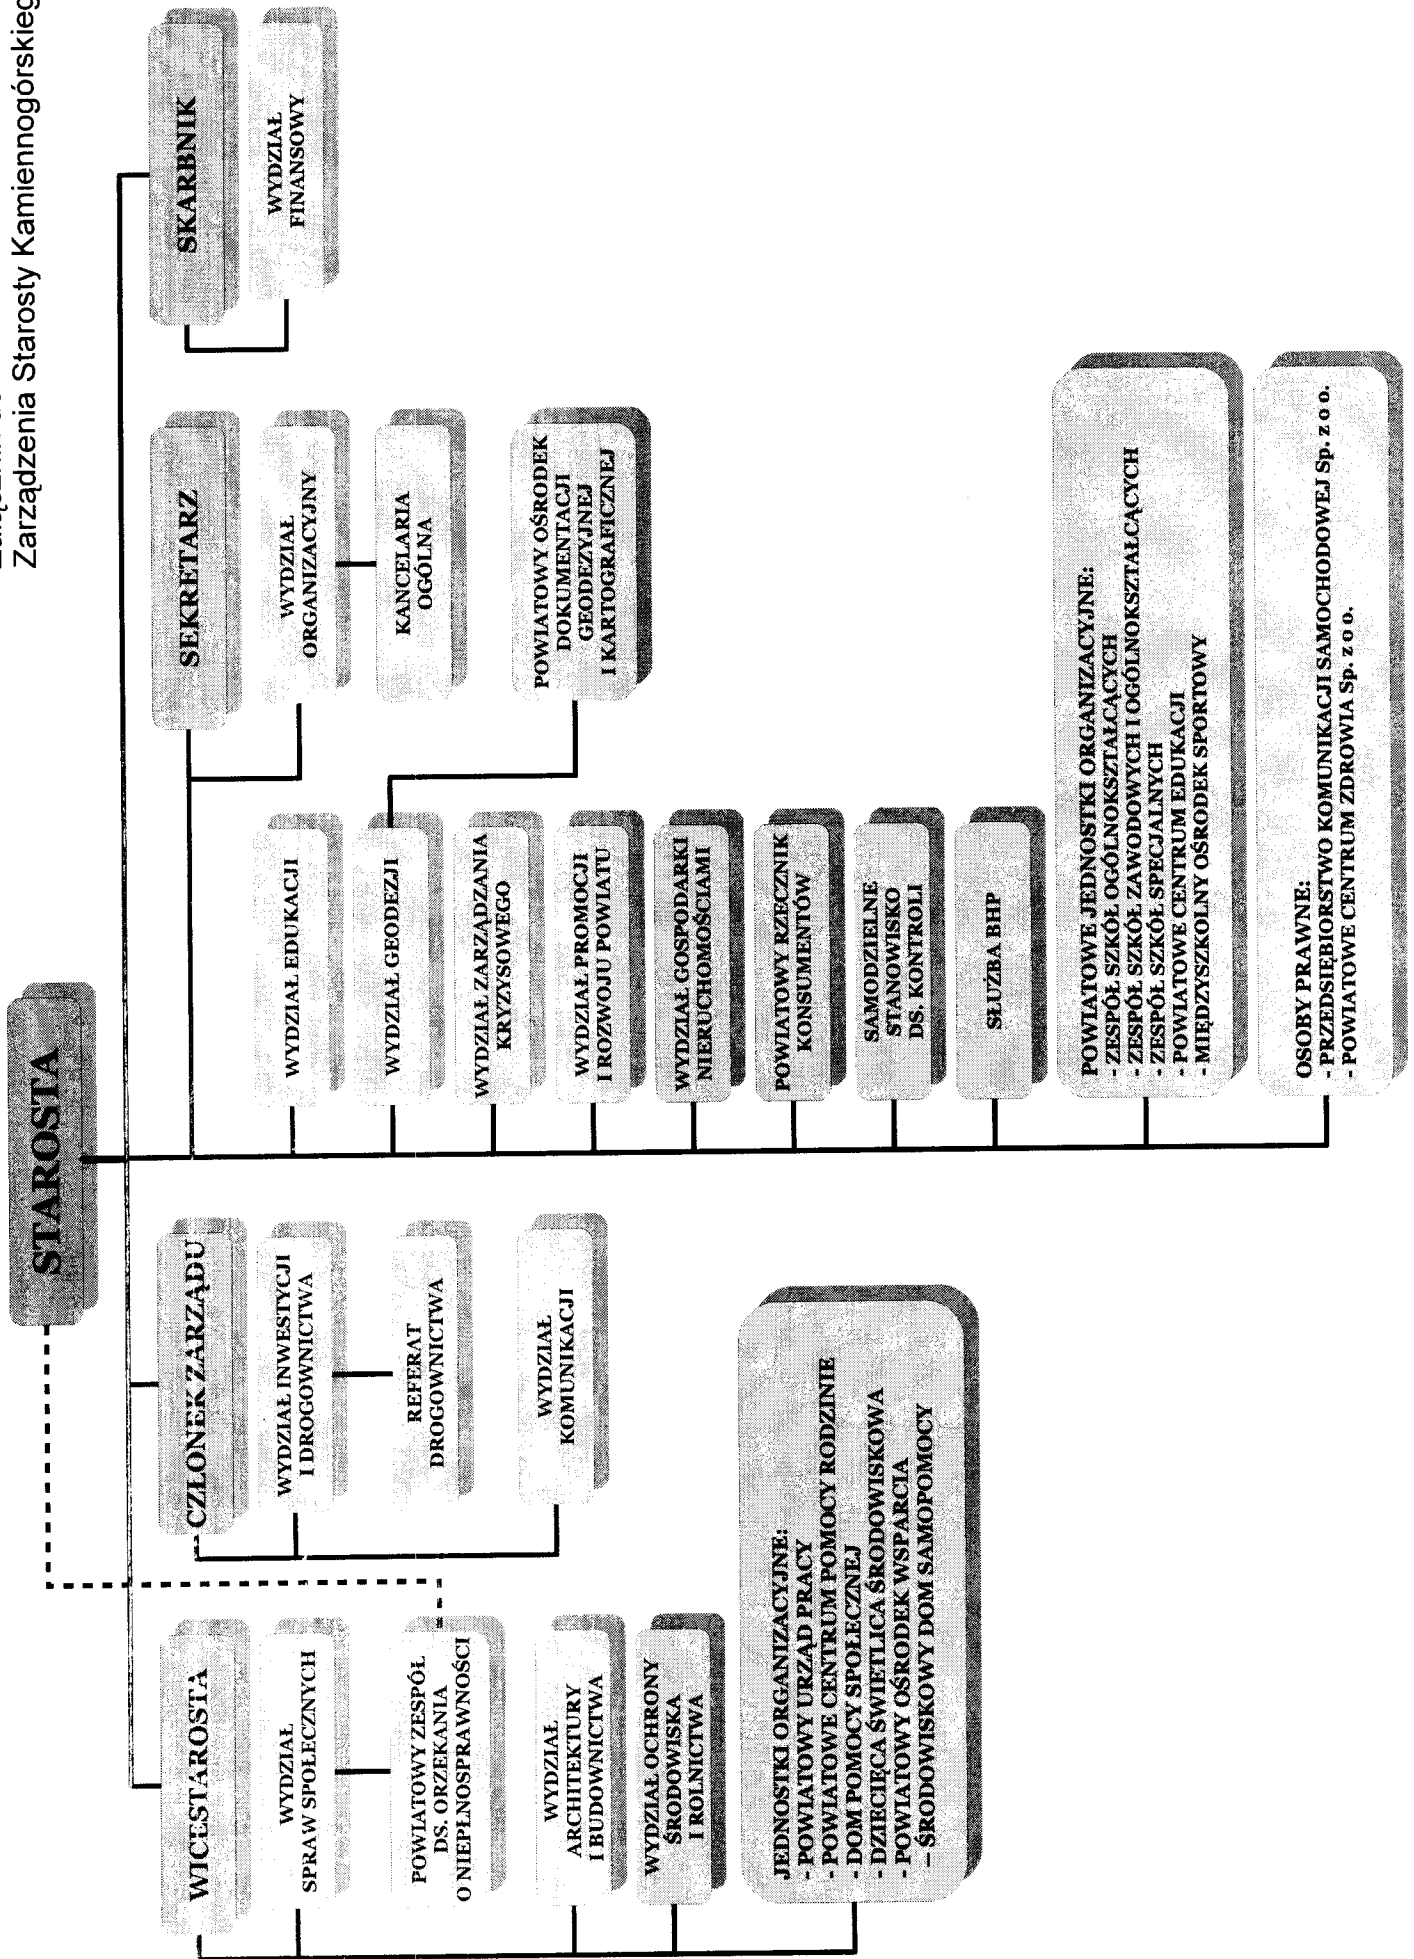 Zarządzenia Starosty Kamiennogórskieg
STAROSTA
WICESTAROSTA
WYDZIAŁ
SPRAW SPOŁECZNYCH
POWIATOWY ZESPÓŁ
DS. ORZEKANIA
O NIEPEŁNOSPRAWNOŚCI
WYDZIAŁ
ARCHITEKTURY
I BUDOWNICTWA
WYDZIAŁ OCHRONY
ŚRODOWISKA
I ROLNICTWA
JEDNOSTKI ORGANIZACYJNE:
- POWIATOWY URZĄD PRACY
- POWIATOWE CENTRUM POMOCY RODZINIE
- DOM POMOCY SPOŁECZNEJ
- DZIECIĘCA ŚWIETLICA ŚRODOWISKOWA
- POWIATOWY OŚRODEK WSPARCIA
– ŚRODOWISKOWY DOM SAMOPOMOCY
CZŁONEK ZARZĄDU
WYDZIAŁ INWESTYCJI
I DROGOWNICTWA
REFERAT
DROGOWNICTWA
WYDZIAŁ
KOMUNIKACJI
WYDZIAŁ EDUKACJI
WYDZIAŁ GEODEZJI
WYDZIAŁ ZARZĄDZANIA
KRYZYSOWEGO
WYDZIAŁ PROMOCJI
I ROZWOJU POWIATU
WYDZIAŁ GOSPODARKI
NIERUCHOMOŚCIAMI
POWIATOWY RZECZNIK
KONSUMENTÓW
SAMODZIELNE
STANOWISKO
DS. KONTROLI
SŁUŻBA BHP
POWIATOWE JEDNOSTKI ORGANIZACYJNE:
- ZESPÓŁ SZKÓŁ OGÓLNOKSZTAŁCĄCYCH
- ZESPÓŁ SZKÓŁ ZAWODOWYCH I OGÓLNOKSZTAŁCĄCYCH
- ZESPÓŁ SZKÓŁ SPECJALNYCH
- POWIATOWE CENTRUM EDUKACJI
- MIĘDZYSZKOLNY OŚRODEK SPORTOWY
OSOBY PRAWNE:
- PRZEDSIĘBIORSTWO KOMUNIKACJI SAMOCHODOWEJ Sp. z o o.
- POWIATOWE CENTRUM ZDROWIA Sp. z o o.
SEKRETARZ
WYDZIAŁ
ORGANIZACYJNY
KANCELARIA
OGÓLNA
POWIATOWY OŚRODEK
DOKUMENTACJI
GEODEZYJNEJ
I KARTOGRAFICZNEJ
SKARBNIK
WYDZIAŁ
FINANSOWY